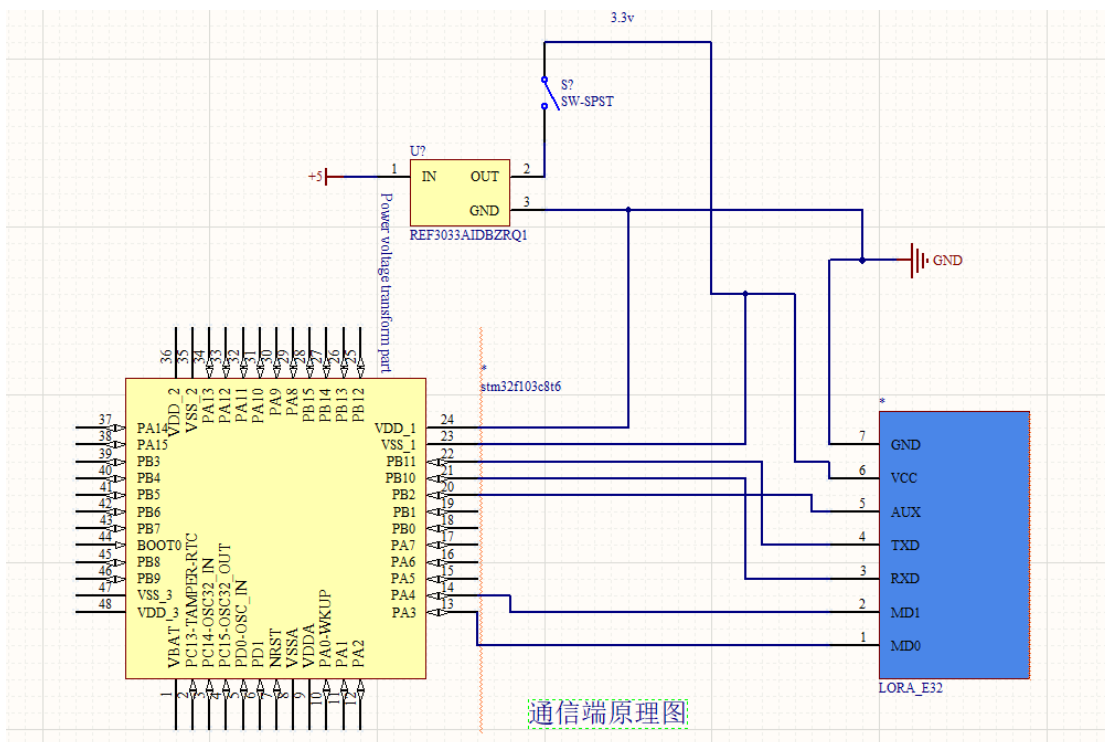 3.3v
S?
SW-SPST
U?
+5
1
IN
OUT
2
GND
3
REF3033AIDBZRQ1
GND
Power voltage transform part
*
stm32f103c8t6
36
35
34
33
32
31
30
29
28
27
26
25
VDD_2
VSS_2
PA13
PA12
PA11
PA10
PA9
PA8
PB15
PB14
PB13
PB12
37 PA14
38 PA15
39 PB3
40 PB4
41 PB5
42 PB6
43 PB7
44 BOOT0
45 PB8
46 PB9
47 VSS_3
48 VDD_3
VDD_1 24
VSS_1 23
PB11 22
PB10 21
PB2 20
PB1 19
PB0 18
PA7 17
PA6 16
PA5 15
PA4 14
PA3 13
VBAT
PC13-TAMPER-RTC
PC14-OSC32_IN
PC15-OSC32_OUT
PD0-OSC_IN
PD1
NRST
VSSA
VDDA
PA0-WKUP
PA1
PA2
1
2
3
4
5
6
7
8
9
10
11
12
*
7 GND
6 VCC
5 AUX
4 TXD
3 RXD
2 MD1
1 MD0
LORA_E32
通信端原理图